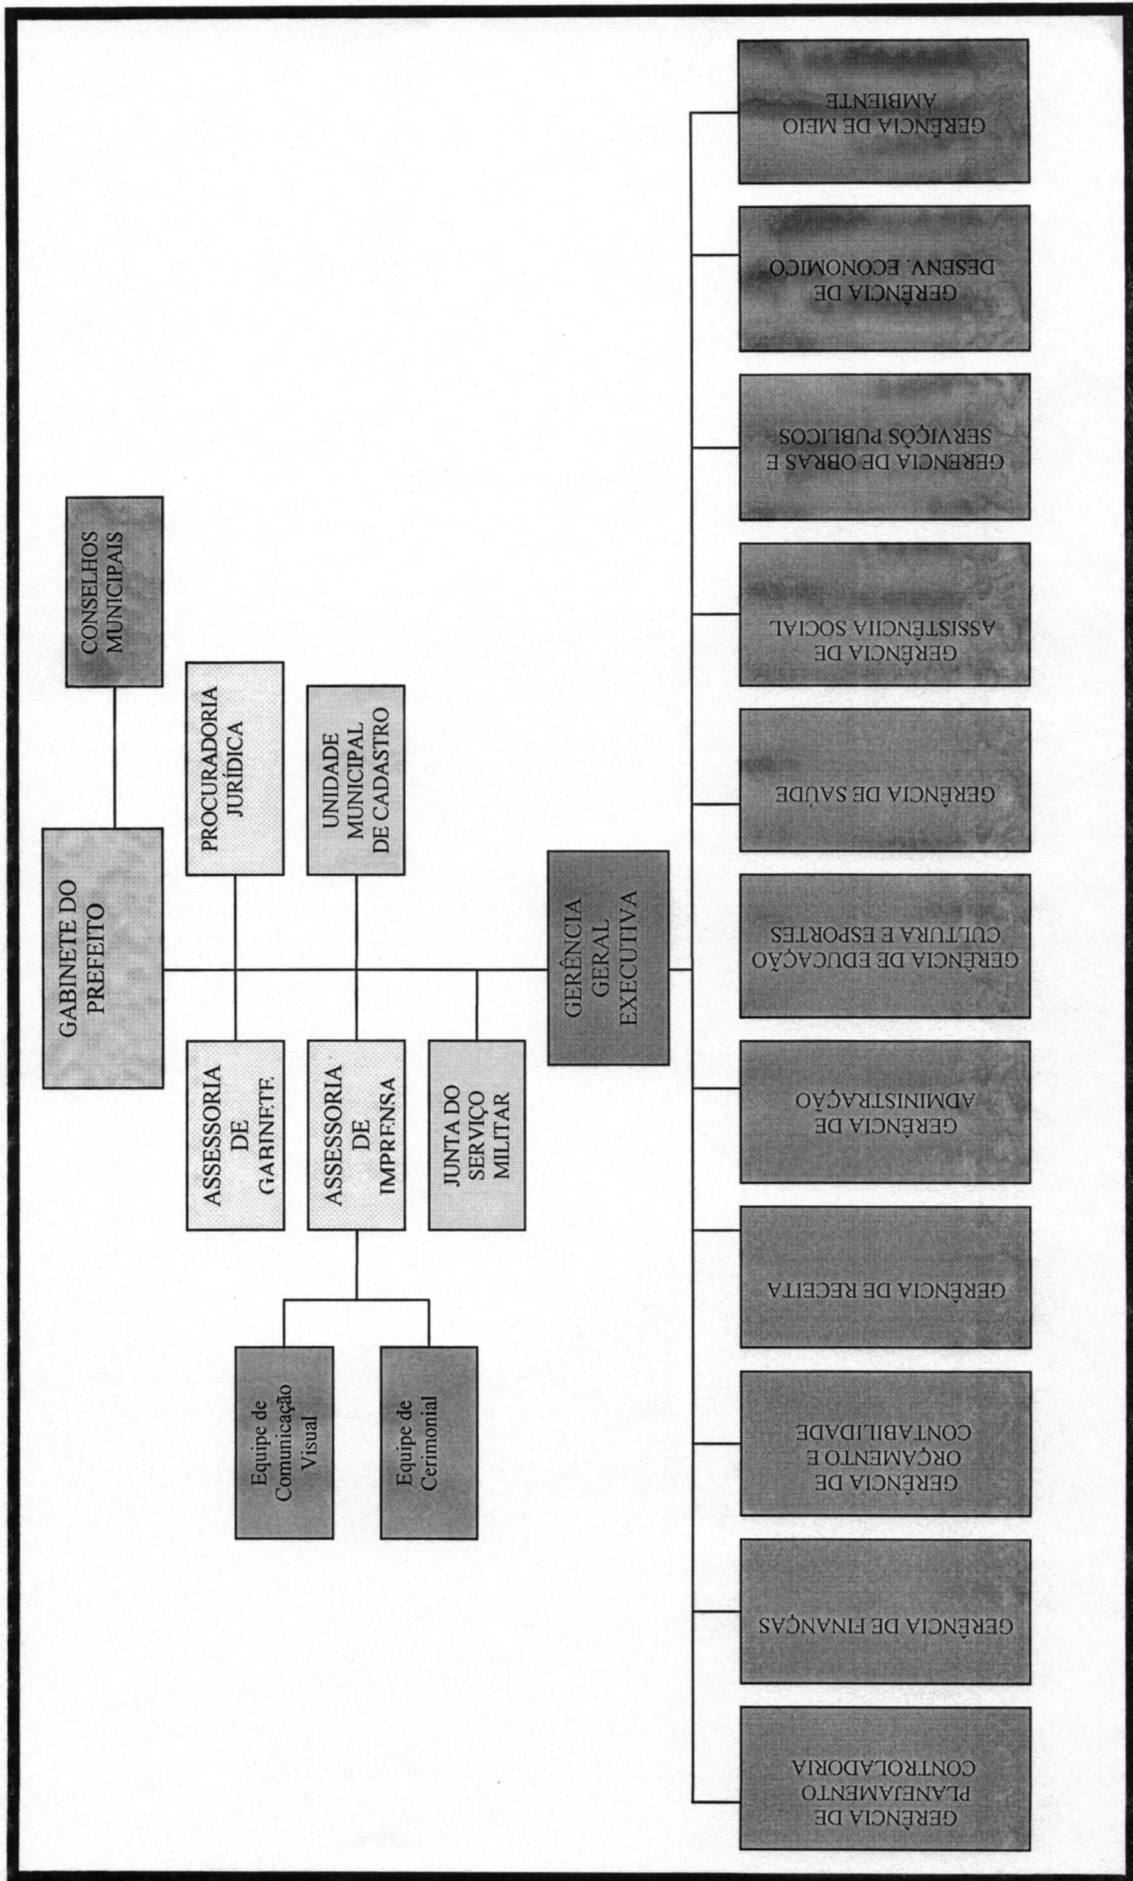 GABINETE DO
PREFEITO
CONSELHOS
MUNICIPAIS
ASSESSORIA
DE
GABINETE
PROCURADORIA
JURÍDICA
ASSESSORIA
DE
IMPRENSA
UNIDADE
MUNICIPAL
DE CADASTRO
JUNTA DO
SERVIÇO
MILITAR
Equipe de
Comunicação
Visual
Equipe de
Cerimonial
GERÊNCIA
GERAL
EXECUTIVA
GERÊNCIA DE
PLANEJAMENTO
CONTROLADORIA
GERÊNCIA DE FINANÇAS
GERÊNCIA DE
ORÇAMENTO E
CONTABILIDADE
GERÊNCIA DE RECEITA
GERÊNCIA DE
ADMINISTRAÇÃO
GERÊNCIA DE EDUCAÇÃO
CULTURA E ESPORTES
GERÊNCIA DE SAÚDE
GERÊNCIA DE
ASSISTÊNCIIA SOCIAL
GERENCIA DE OBRAS E
SERVIÇÕS PUBLICOS
GERÊNCIA DE
DESENV. ECONOMICO
GERÊNCIA DE MEIO
AMBIENTE